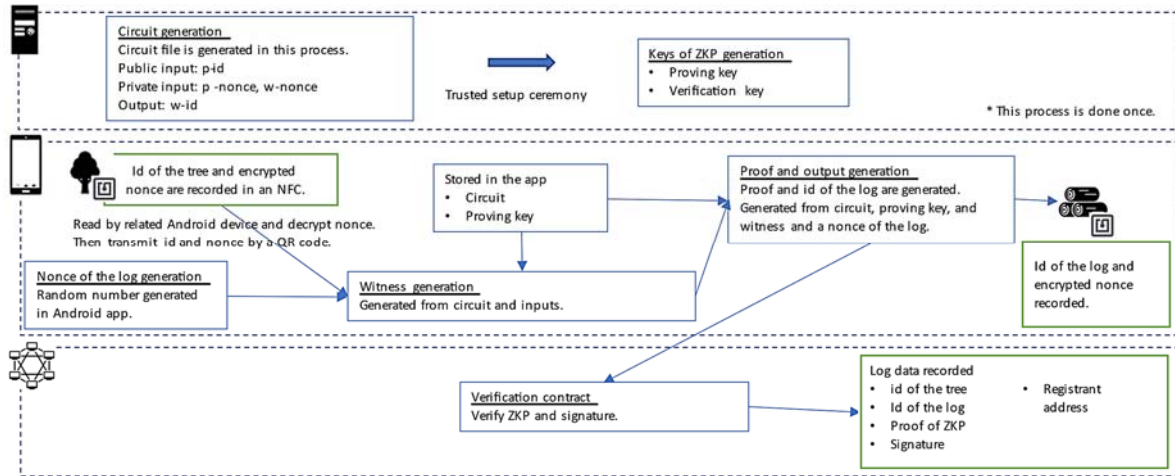 Circuit generation
Circuit file is generated in this process.
Public input: p-id
Private input: p -nonce, w-nonce
Output: w-id
Trusted setup ceremony
Keys of ZKP generation
• Proving key
• Verification key
* This process is done once.
Id of the tree and encrypted
nonce are recorded in an NFC.
Read by related Android device and decrypt nonce.
Then transmit id and nonce by a QR code.
Stored in the app
• Circuit
• Proving key
Proof and output generation
Proof and id of the log are generated.
Generated from circuit, proving key, and
witness and a nonce of the log.
Nonce of the log generation
Random number generated
in Android app.
Witness generation
Generated from circuit and inputs.
Id of the log and
encrypted nonce
recorded.
Verification contract
Verify ZKP and signature.
Log data recorded
• id of the tree
• Id of the log
• Proof of ZKP
• Signature
• Registrant
address